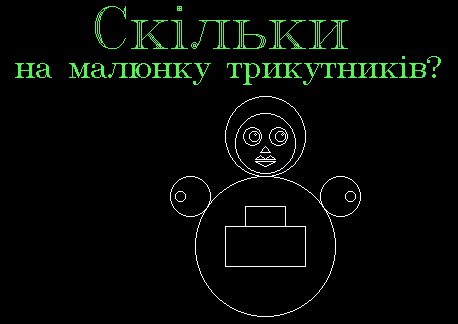 Скільки
на малюнку трикутників?